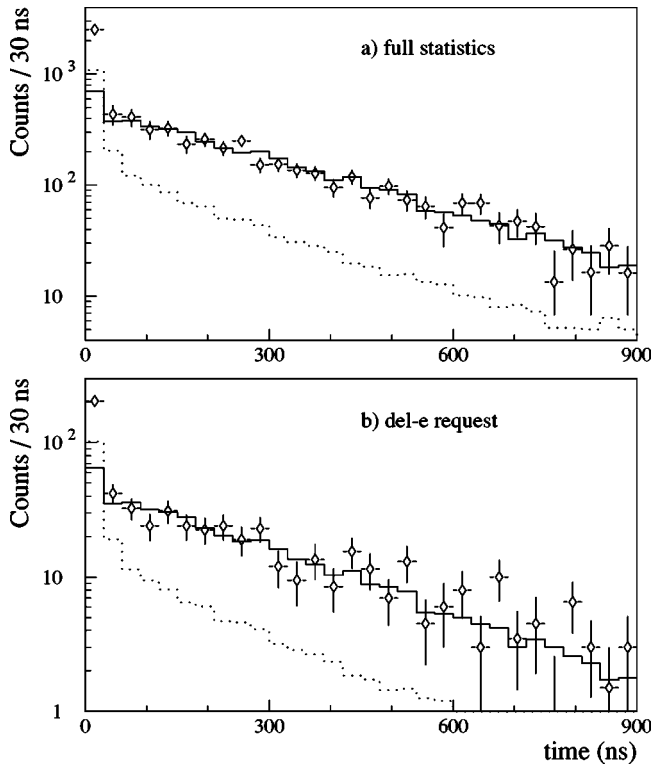 Counts / 30 ns
a) full statistics
10³
10²
10
0 300 600 900
Counts / 30 ns
b) del-e request
10²
10
1
0 300 600 900
time (ns)